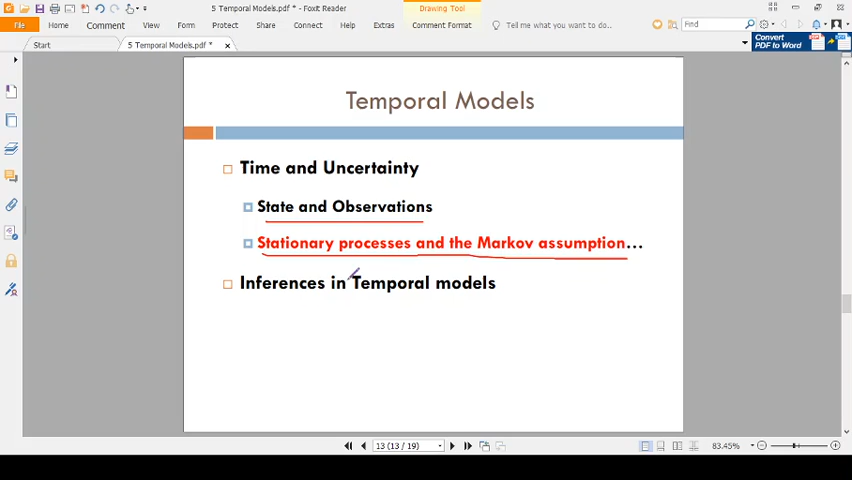 5 Temporal Models.pdf * - Foxit Reader
Drawing Tool
File
Home
Comment
View
Form
Protect
Share
Connect
Help
Extras
Comment Format
Tell me what you want to do...
Find
Start
5 Temporal Models.pdf *
Convert
PDF to Word
Temporal Models
Time and Uncertainty
State and Observations
Stationary processes and the Markov assumption...
Inferences in Temporal models
13 (13 / 19)
83.45%